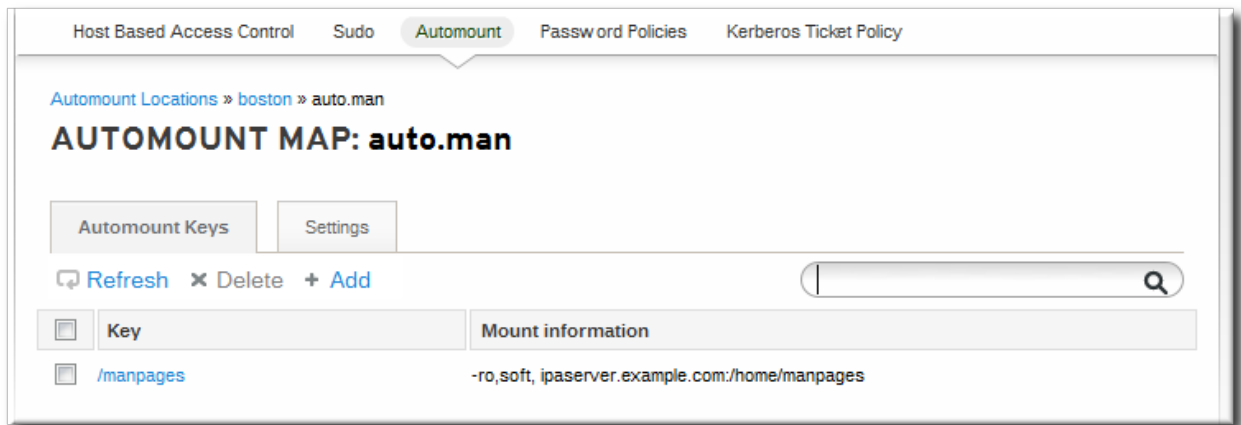 Host Based Access Control Sudo Automount Password Policies Kerberos Ticket Policy
Automount Locations » boston » auto.man
AUTOMOUNT MAP: auto.man
Automount Keys Settings
Refresh Delete Add
Key Mount information
/manpages -ro,soft, ipaserver.example.com:/home/manpages